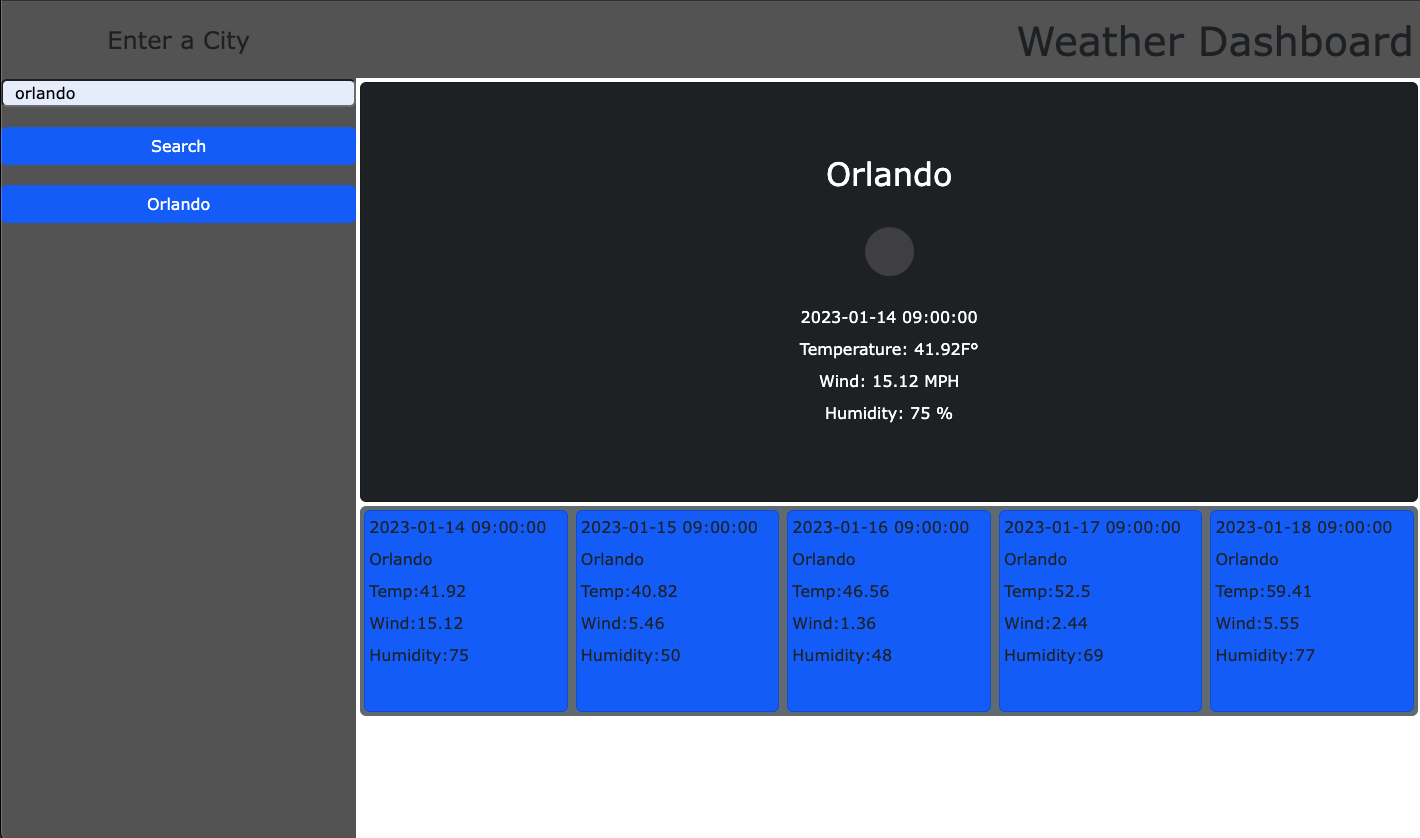 Enter a City
Weather Dashboard
orlando
Search
Orlando
Orlando
2023-01-14 09:00:00
Temperature: 41.92F°
Wind: 15.12 MPH
Humidity: 75 %
2023-01-14 09:00:00
Orlando
Temp:41.92
Wind:15.12
Humidity:75
2023-01-15 09:00:00
Orlando
Temp:40.82
Wind:5.46
Humidity:50
2023-01-16 09:00:00
Orlando
Temp:46.56
Wind:1.36
Humidity:48
2023-01-17 09:00:00
Orlando
Temp:52.5
Wind:2.44
Humidity:69
2023-01-18 09:00:00
Orlando
Temp:59.41
Wind:5.55
Humidity:77